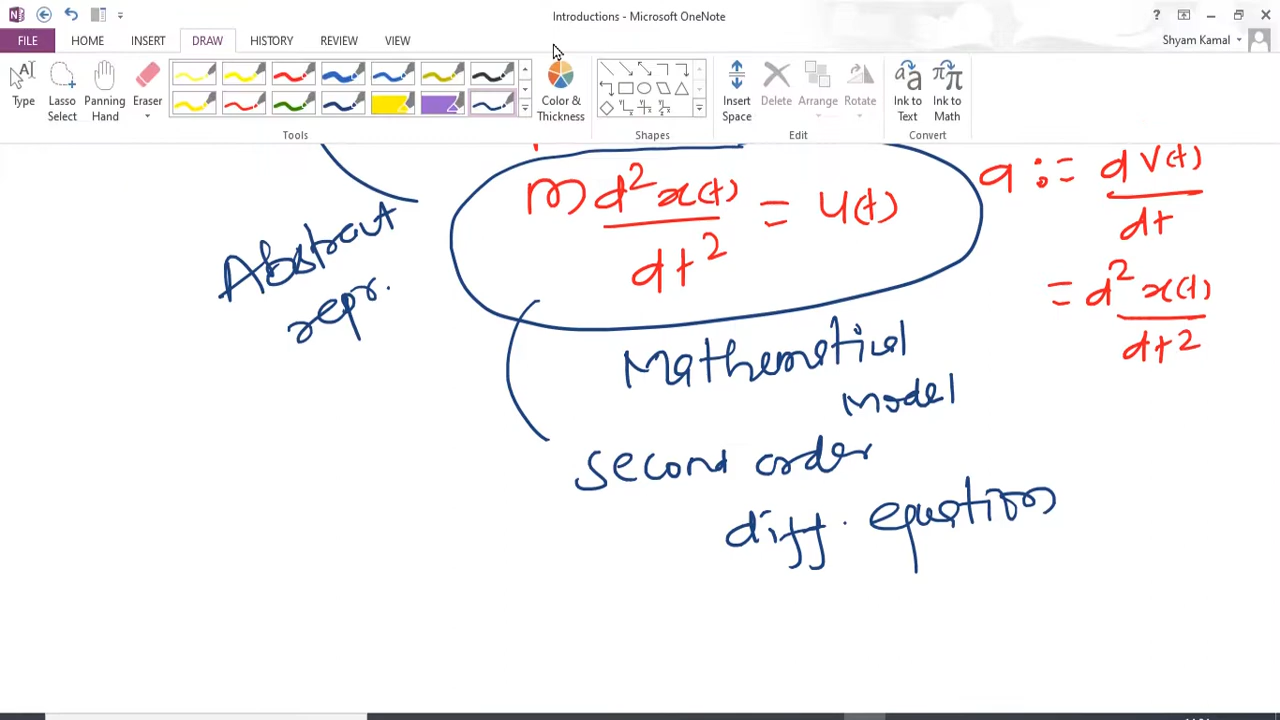 Introductions - Microsoft OneNote
?
FILE HOME INSERT DRAW HISTORY REVIEW VIEW
Shyam Kamal
Type
Lasso Select
Panning Hand
Eraser
Color & Thickness
Insert Space
Delete
Arrange
Rotate
Ink to Text
Ink to Math
Tools
Shapes
Edit
Convert
m d²x(t)/dt² = u(t)
a := dV(t)/dt
= d²x(t)/dt²
Abstract
repr.
Mathematical
Model
Second order
diff. equations